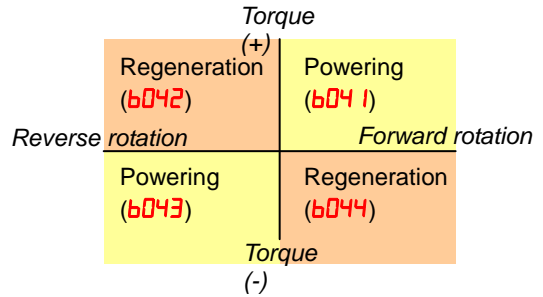 Torque
(+)
Regeneration
(b042)
Powering
(b041)
Reverse rotation
Forward rotation
Powering
(b043)
Regeneration
(b044)
Torque
(-)